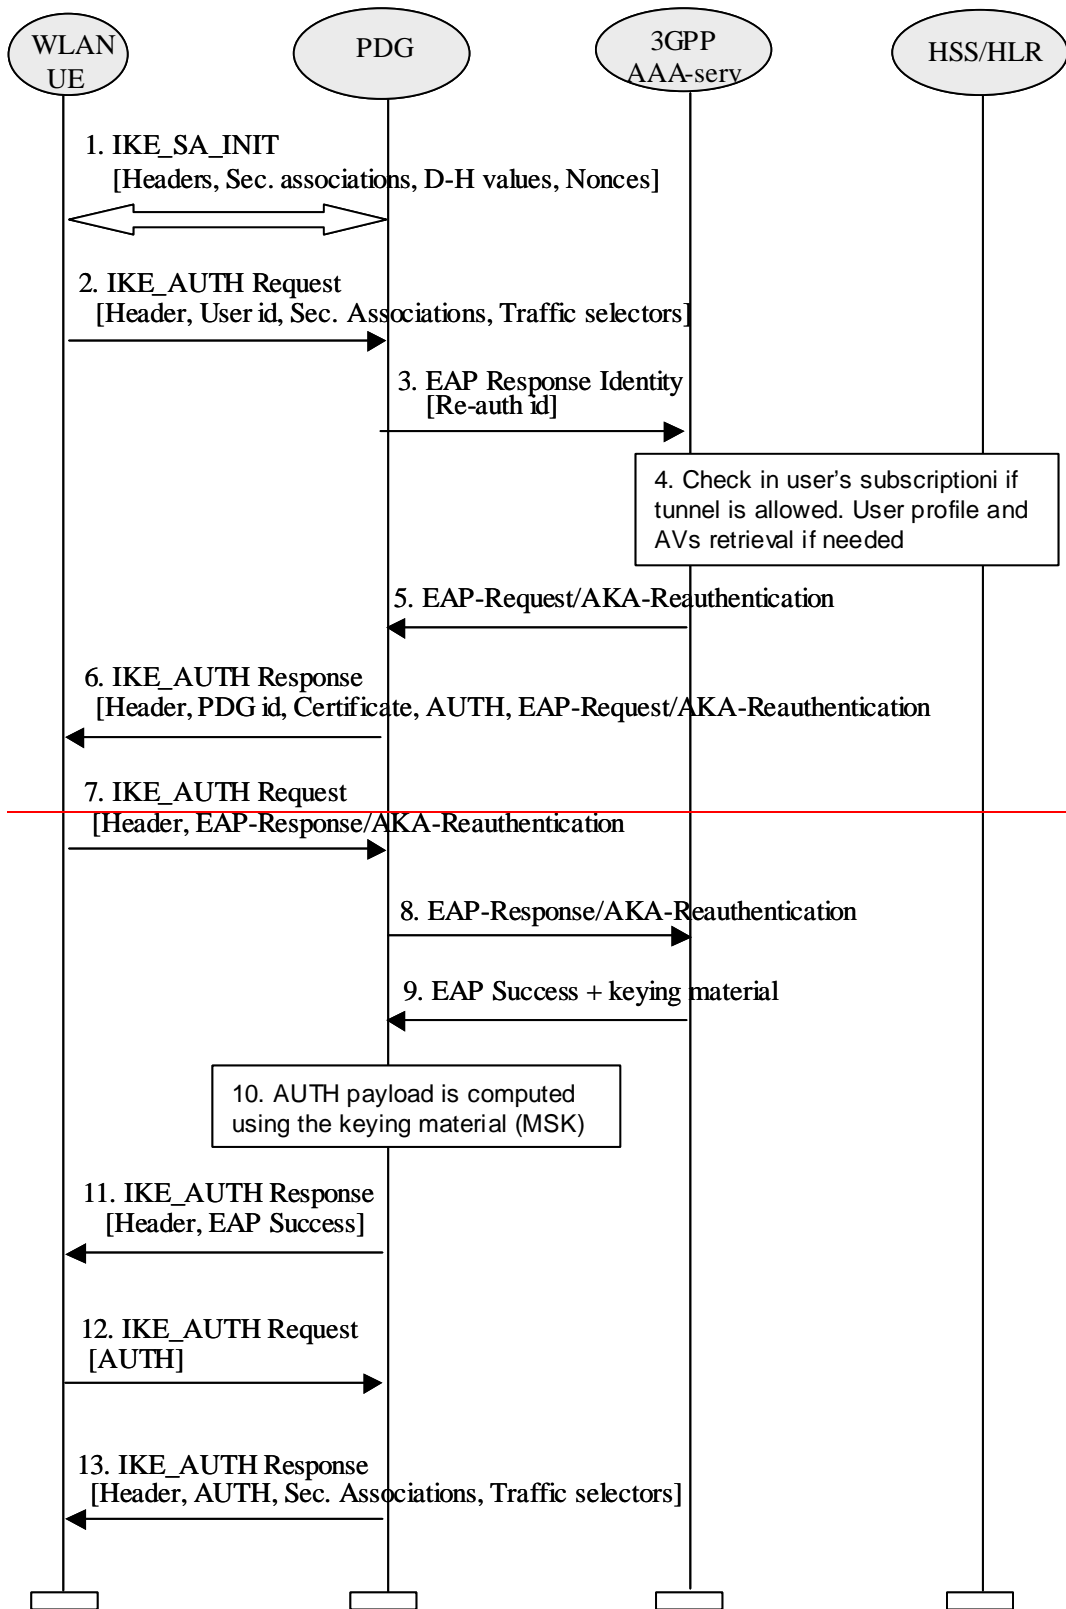 WLAN
UE
PDG
3GPP
AAA-serv
HSS/HLR
1. IKE_SA_INIT
[Headers, Sec. associations, D-H values, Nonces]
2. IKE_AUTH Request
[Header, User id, Sec. Associations, Traffic selectors]
3. EAP Response Identity
[Re-auth id]
4. Check in user's subscriptioni if
tunnel is allowed. User profile and
AVs retrieval if needed
5. EAP-Request/AKA-Reauthentication
6. IKE_AUTH Response
[Header, PDG id, Certificate, AUTH, EAP-Request/AKA-Reauthentication
7. IKE_AUTH Request
[Header, EAP-Response/AKA-Reauthentication
8. EAP-Response/AKA-Reauthentication
9. EAP Success + keying material
10. AUTH payload is computed
using the keying material (MSK)
11. IKE_AUTH Response
[Header, EAP Success]
12. IKE_AUTH Request
[AUTH]
13. IKE_AUTH Response
[Header, AUTH, Sec. Associations, Traffic selectors]